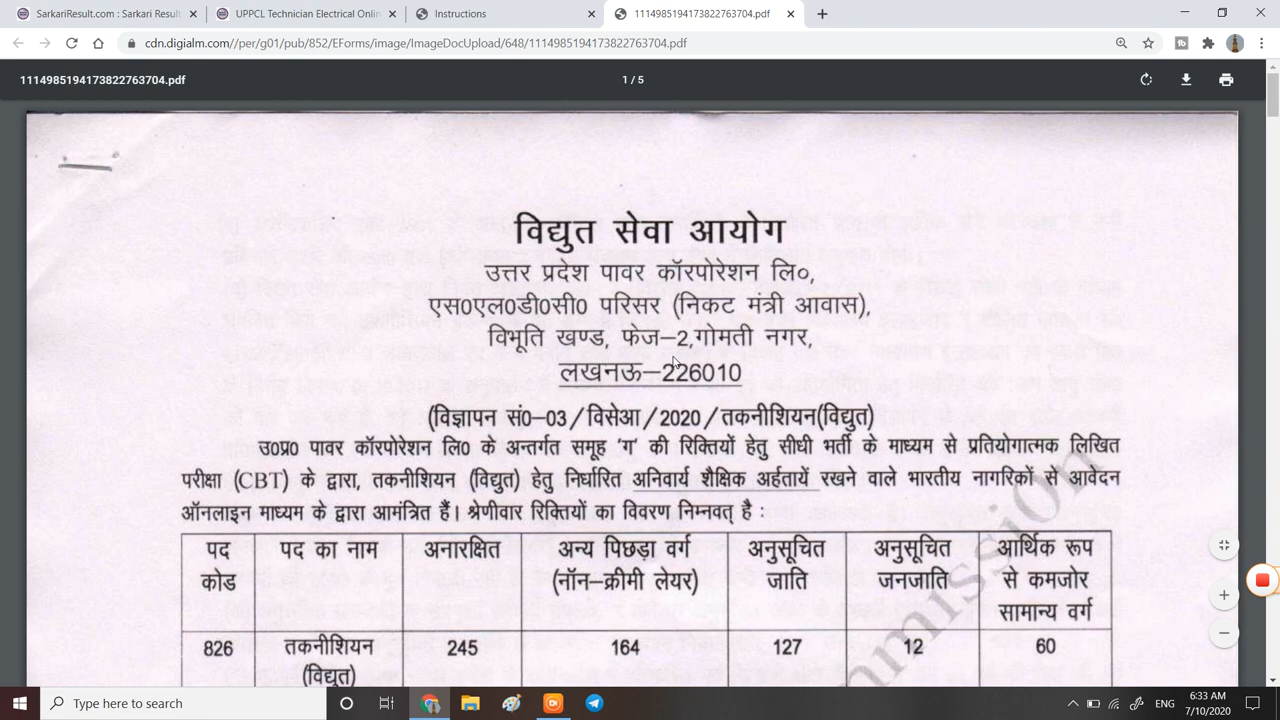 SarkariResult.com : Sarkari Result
UPPCL Technician Electrical Onlin
Instructions
1114985194173822763704.pdf
cdn.digialm.com//per/g01/pub/852/EForms/image/ImageDocUpload/648/1114985194173822763704.pdf
1114985194173822763704.pdf
1 / 5
विद्युत सेवा आयोग
उत्तर प्रदेश पावर कॉरपोरेशन लि०,
एस0एल0डी0सी0 परिसर (निकट मंत्री आवास),
विभूति खण्ड, फेज–2,गोमती नगर,
लखनऊ–226010
(विज्ञापन सं0–03/विसेआ/2020/तकनीशियन(विद्युत)
उ0प्र0 पावर कॉरपोरेशन लि0 के अन्तर्गत समूह 'ग' की रिक्तियों हेतु सीधी भर्ती के माध्यम से प्रतियोगात्मक लिखित
परीक्षा (CBT) के द्वारा, तकनीशियन (विद्युत) हेतु निर्धारित अनिवार्य शैक्षिक अर्हतायें रखने वाले भारतीय नागरिकों से आवेदन
ऑनलाइन माध्यम के द्वारा आमंत्रित हैं। श्रेणीवार रिक्तियों का विवरण निम्नवत् है :
पद कोड
पद का नाम
अनारक्षित
अन्य पिछड़ा वर्ग (नॉन–क्रीमी लेयर)
अनुसूचित जाति
अनुसूचित जनजाति
आर्थिक रूप से कमजोर सामान्य वर्ग
826
तकनीशियन (विद्युत)
245
164
127
12
60
Type here to search
ENG
6:33 AM
7/10/2020